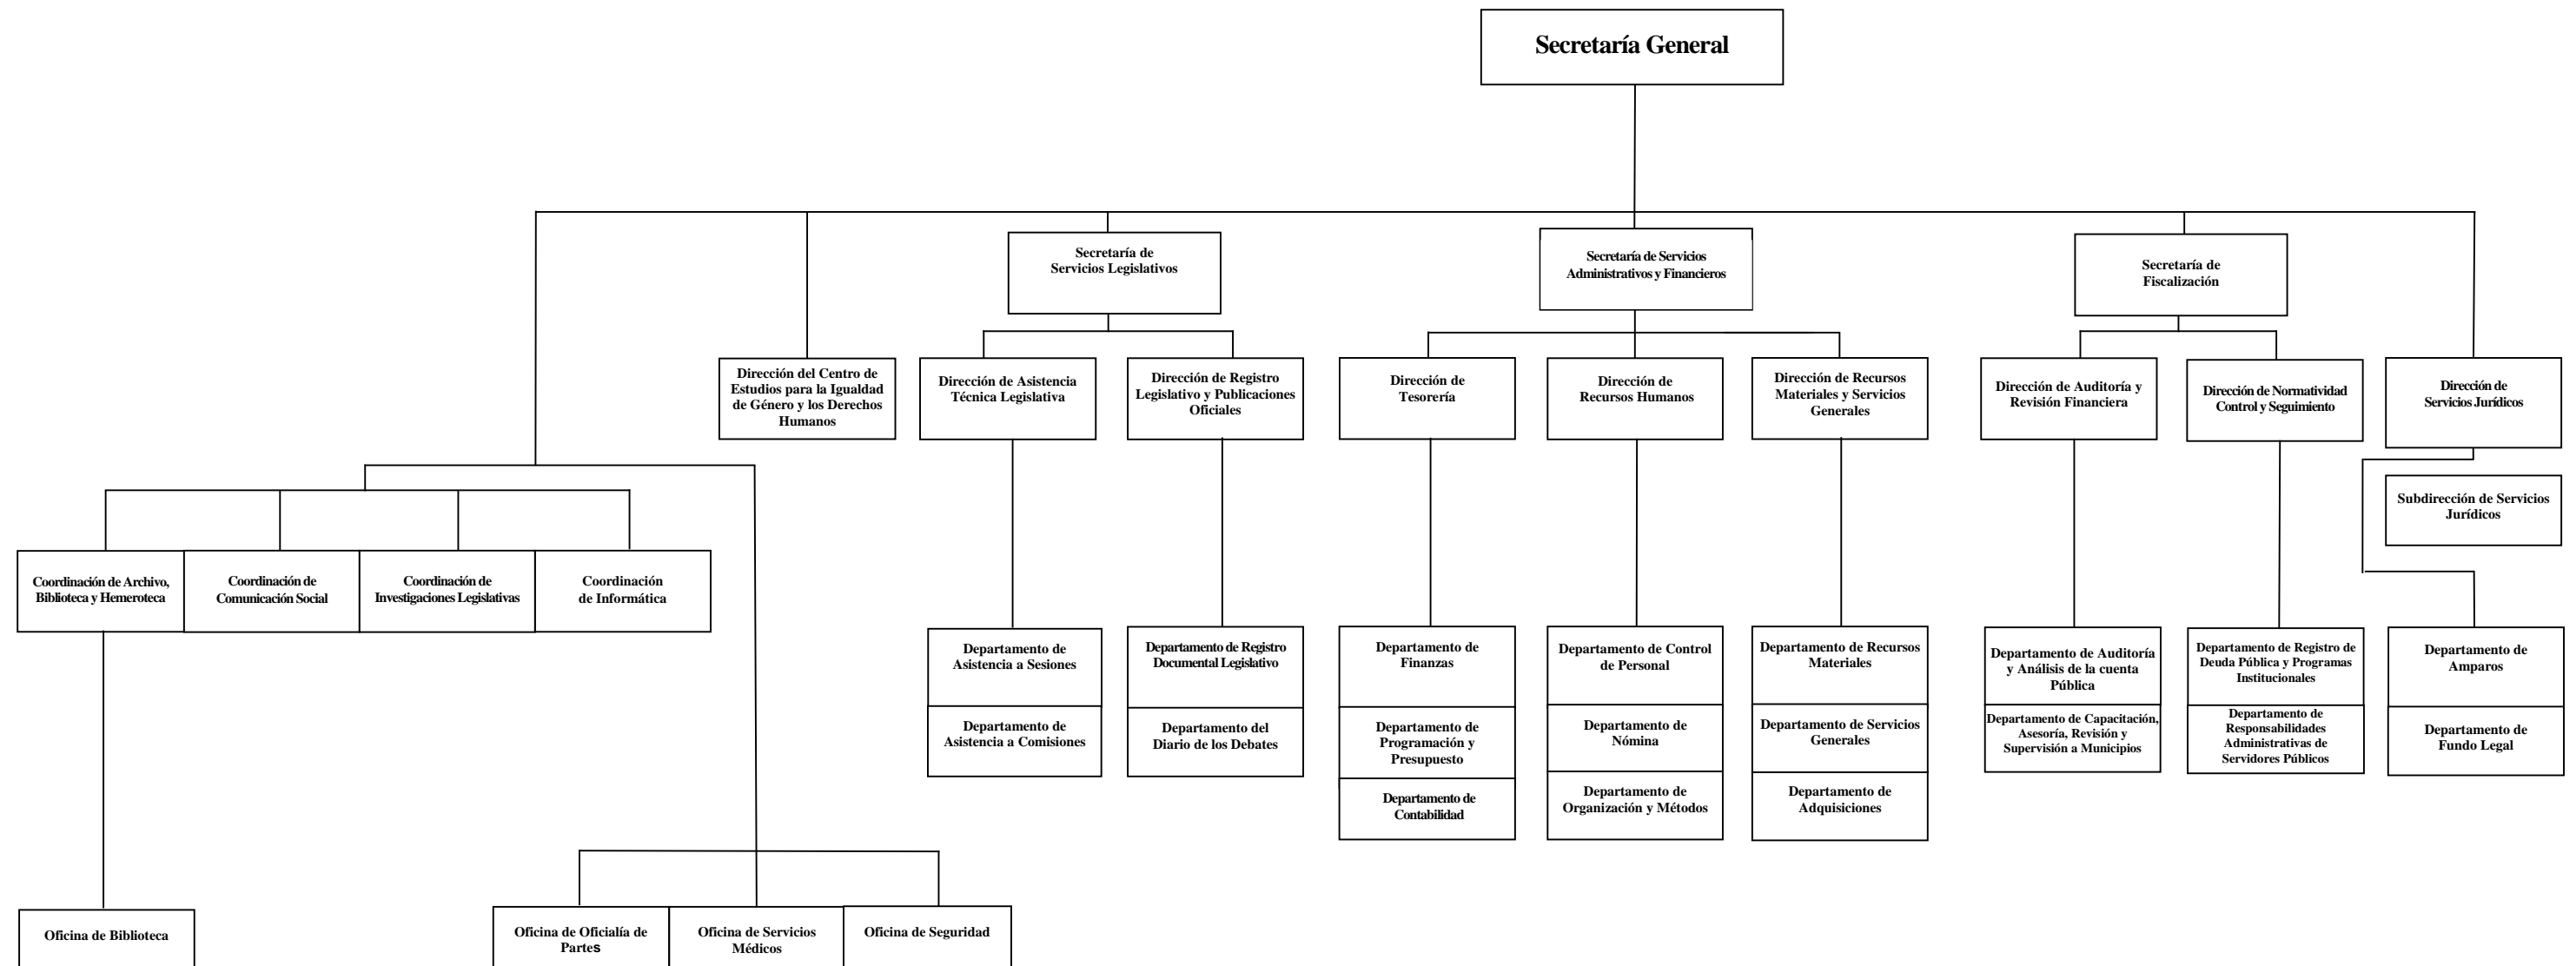 Secretaría General
Secretaría de
Servicios Legislativos
Secretaría de Servicios
Administrativos y Financieros
Secretaría de
Fiscalización
Dirección del Centro de
Estudios para la Igualdad
de Género y los Derechos
Humanos
Dirección de Asistencia
Técnica Legislativa
Dirección de Registro
Legislativo y Publicaciones
Oficiales
Dirección de
Tesorería
Dirección de
Recursos Humanos
Dirección de Recursos
Materiales y Servicios
Generales
Dirección de Auditoría y
Revisión Financiera
Dirección de Normatividad
Control y Seguimiento
Dirección de
Servicios Jurídicos
Subdirección de Servicios
Jurídicos
Coordinación de Archivo,
Biblioteca y Hemeroteca
Coordinación de
Comunicación Social
Coordinación de
Investigaciones Legislativas
Coordinación
de Informática
Departamento de
Asistencia a Sesiones
Departamento de Registro
Documental Legislativo
Departamento de
Finanzas
Departamento de Control
de Personal
Departamento de Recursos
Materiales
Departamento de Auditoría
y Análisis de la cuenta
Pública
Departamento de Registro de
Deuda Pública y Programas
Institucionales
Departamento de
Amparos
Departamento de
Asistencia a Comisiones
Departamento del
Diario de los Debates
Departamento de
Programación y
Presupuesto
Departamento de
Nómina
Departamento de Servicios
Generales
Departamento de Capacitación,
Asesoría, Revisión y
Supervisión a Municipios
Departamento de
Responsabilidades
Administrativas de
Servidores Públicos
Departamento de
Fundo Legal
Departamento de
Contabilidad
Departamento de
Organización y Métodos
Departamento de
Adquisiciones
Oficina de Biblioteca
Oficina de Oficialía de
Partes
Oficina de Servicios
Médicos
Oficina de Seguridad